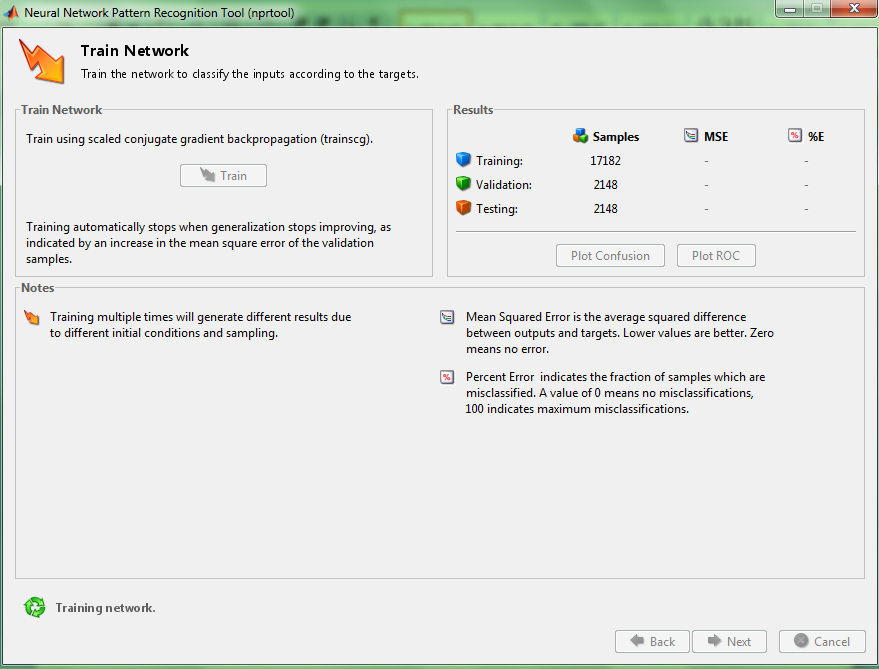 Neural Network Pattern Recognition Tool (nprtool)
Train Network
Train the network to classify the inputs according to the targets.
Train Network
Train using scaled conjugate gradient backpropagation (trainscg).
Train
Training automatically stops when generalization stops improving, as
indicated by an increase in the mean square error of the validation
samples.
Results
Samples MSE %E
Training: 17182 - -
Validation: 2148 - -
Testing: 2148 - -
Plot Confusion Plot ROC
Notes
Training multiple times will generate different results due
to different initial conditions and sampling.
Mean Squared Error is the average squared difference
between outputs and targets. Lower values are better. Zero
means no error.
Percent Error indicates the fraction of samples which are
misclassified. A value of 0 means no misclassifications,
100 indicates maximum misclassifications.
Training network.
Back Next Cancel